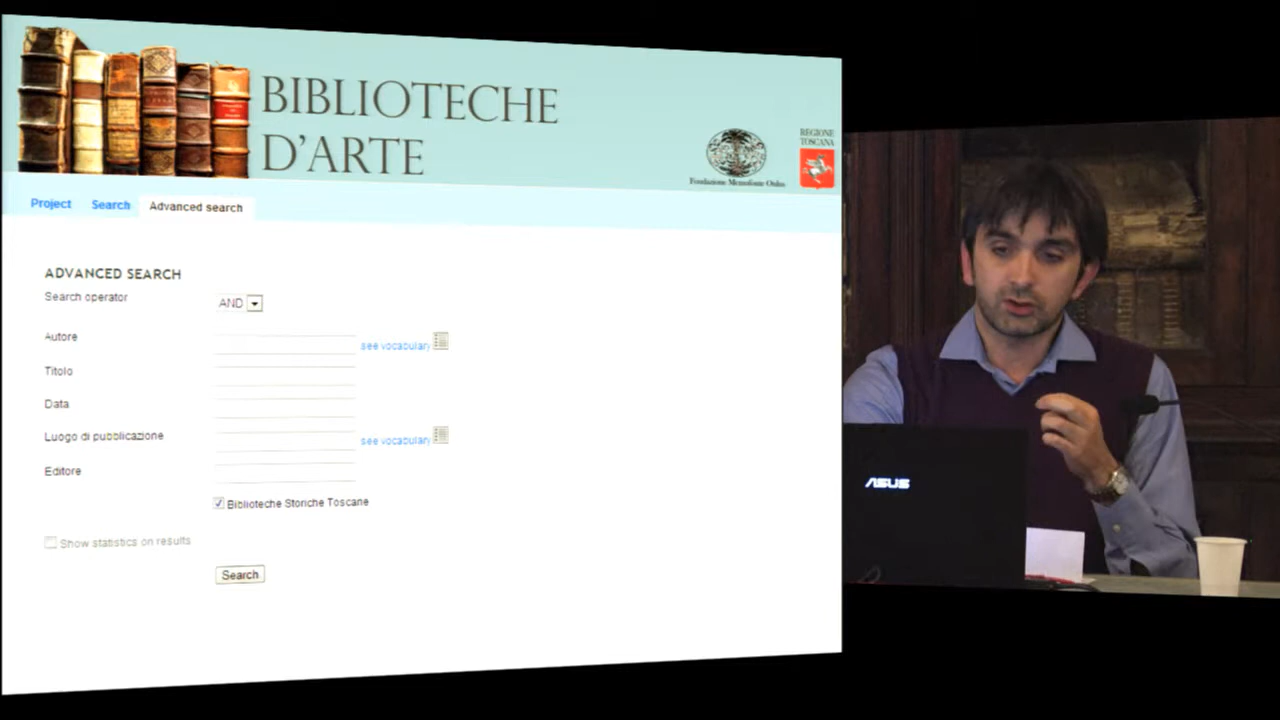 BIBLIOTECHE
D'ARTE
REGIONE
TOSCANA
Fondazione Memofonte Onlus
Project Search Advanced search
ADVANCED SEARCH
Search operator AND
Autore see vocabulary
Titolo
Data
Luogo di pubblicazione see vocabulary
Editore
Biblioteche Storiche Toscane
Show statistics on results
Search
ASUS